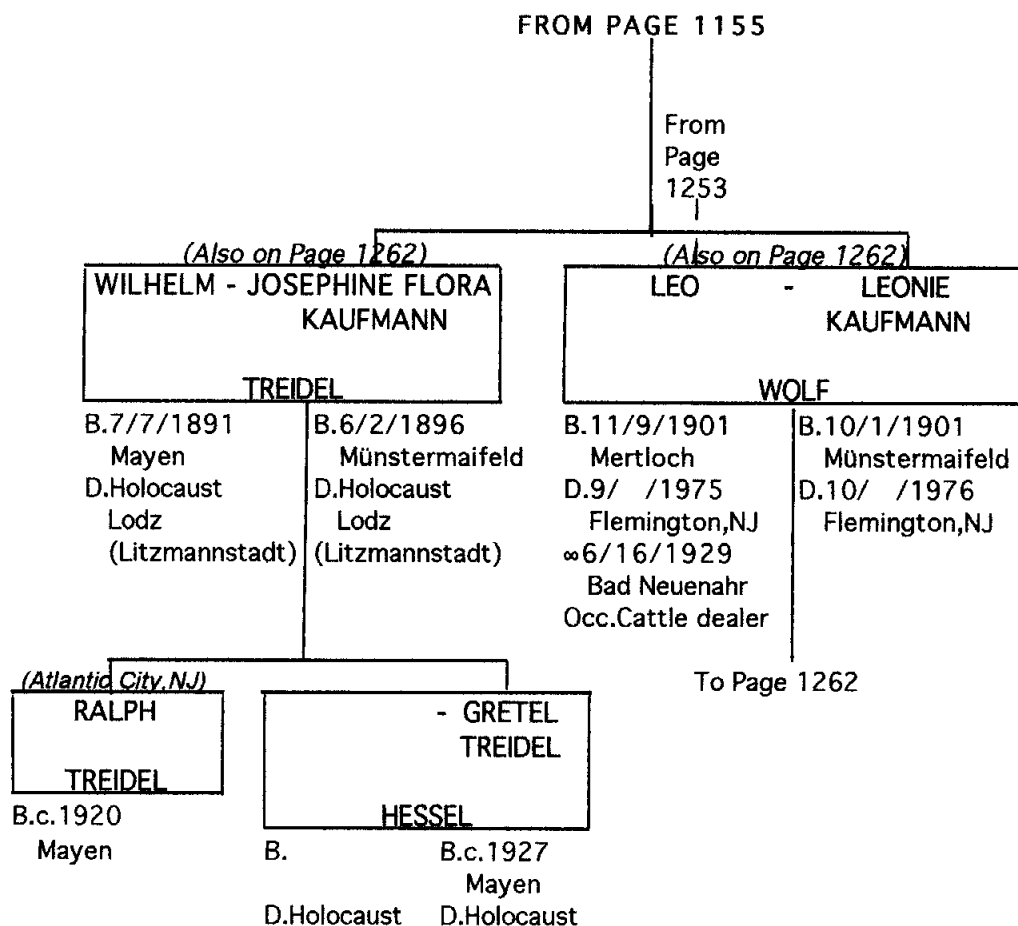 FROM PAGE 1155
From
Page
1253
(Also on Page 1262)
WILHELM - JOSEPHINE FLORA
KAUFMANN
TREIDEL
B.7/7/1891
Mayen
D.Holocaust
Lodz
(Litzmannstadt)
B.6/2/1896
Münstermaifeld
D.Holocaust
Lodz
(Litzmannstadt)
(Also on Page 1262)
LEO - LEONIE
KAUFMANN
WOLF
B.11/9/1901
Mertloch
D.9/ /1975
Flemington,NJ
∞6/16/1929
Bad Neuenahr
Occ.Cattle dealer
B.10/1/1901
Münstermaifeld
D.10/ /1976
Flemington,NJ
To Page 1262
(Atlantic City,NJ)
RALPH
TREIDEL
B.c.1920
Mayen
- GRETEL
TREIDEL
HESSEL
B.
D.Holocaust
B.c.1927
Mayen
D.Holocaust